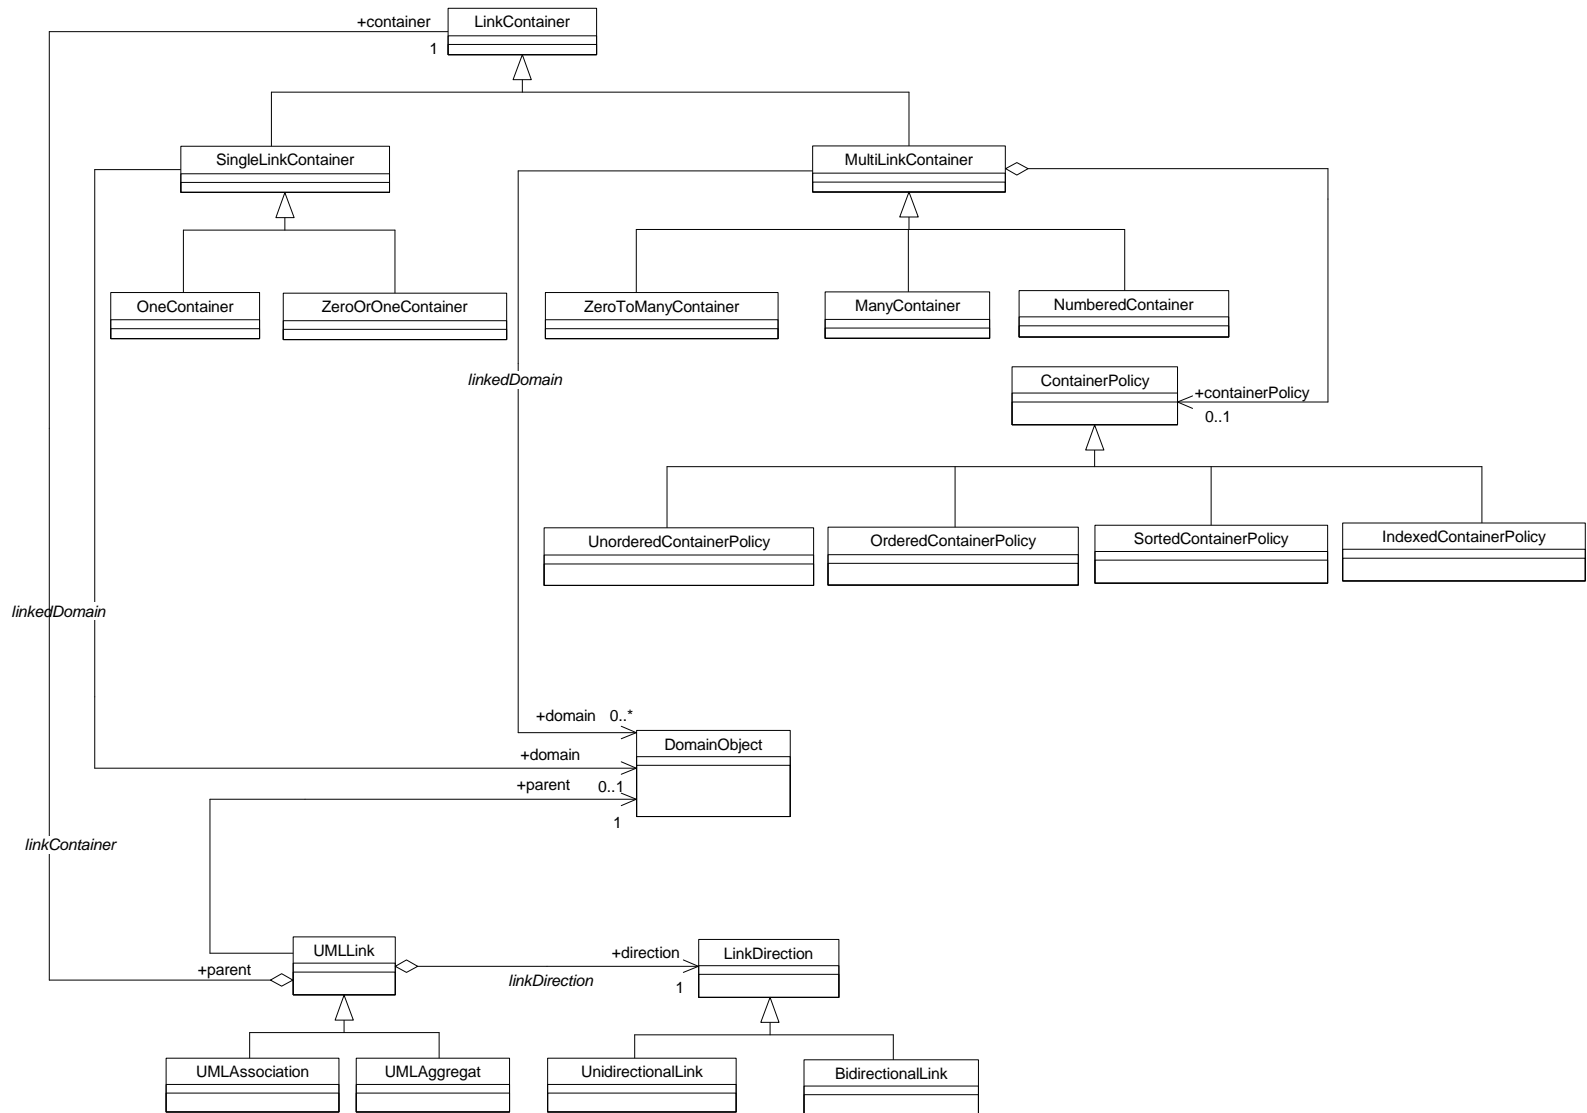 +container
LinkContainer
1
SingleLinkContainer
MultiLinkContainer
OneContainer
ZeroOrOneContainer
ZeroToManyContainer
ManyContainer
NumberedContainer
linkedDomain
ContainerPolicy
+containerPolicy
0..1
UnorderedContainerPolicy
OrderedContainerPolicy
SortedContainerPolicy
IndexedContainerPolicy
linkedDomain
+domain 0..*
DomainObject
+domain
+parent 0..1
1
linkContainer
UMLLink
+direction
LinkDirection
+parent
linkDirection
1
UMLAssociation
UMLAggregat
UnidirectionalLink
BidirectionalLink